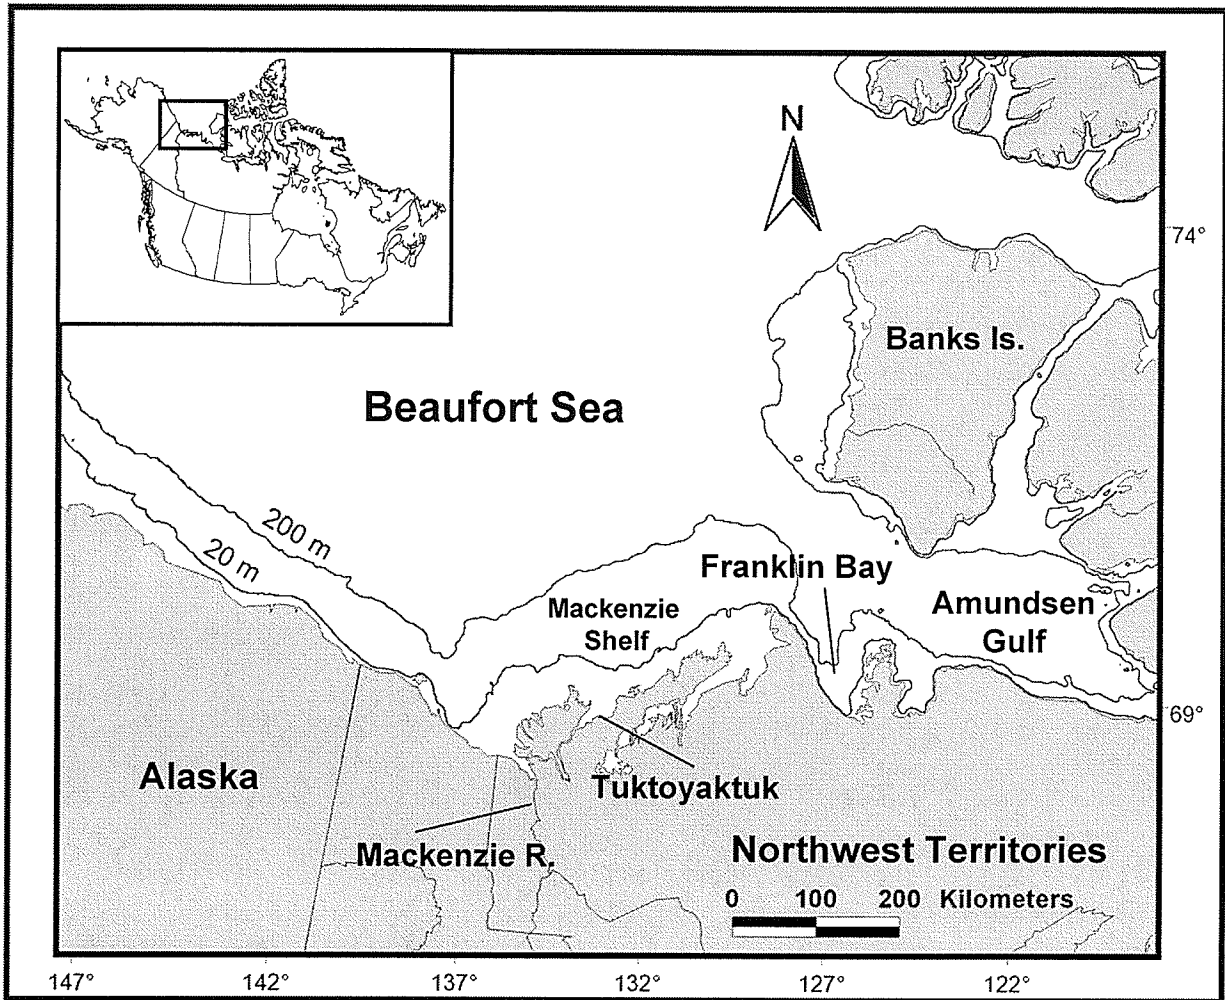 N
74°
Banks Is.
Beaufort Sea
200 m
20 m
Franklin Bay
Mackenzie
Shelf
Amundsen
Gulf
69°
Alaska
Tuktoyaktuk
Mackenzie R.
Northwest Territories
0 100 200 Kilometers
147° 142° 137° 132° 127° 122°